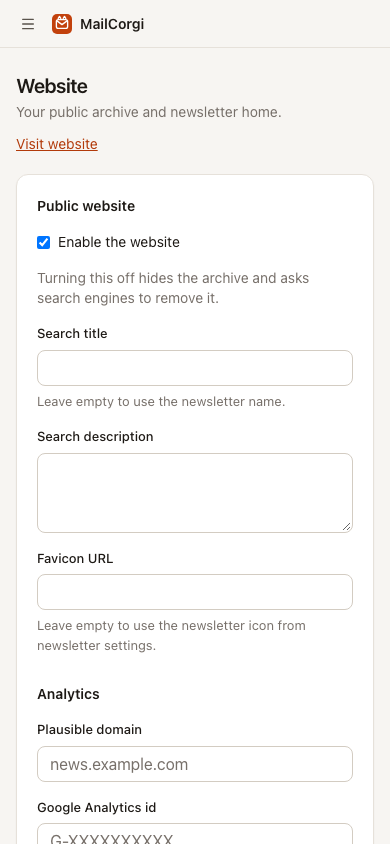 MailCorgi
Website
Your public archive and newsletter home.
Visit website
Public website
Enable the website
Turning this off hides the archive and asks
search engines to remove it.
Search title
Leave empty to use the newsletter name.
Search description
Favicon URL
Leave empty to use the newsletter icon from
newsletter settings.
Analytics
Plausible domain
news.example.com
Google Analytics id
G-XXXXXXXXXX